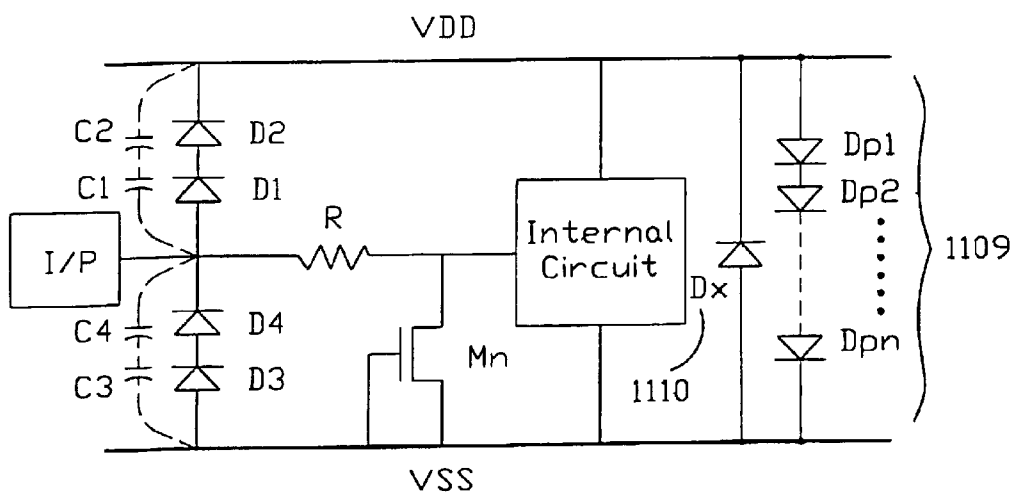 VDD
C2
D2
Dp1
C1
D1
Dp2
R
I/P
Internal
Circuit
1109
Dx
C4
D4
Mn
Dpn
C3
D3
1110
VSS